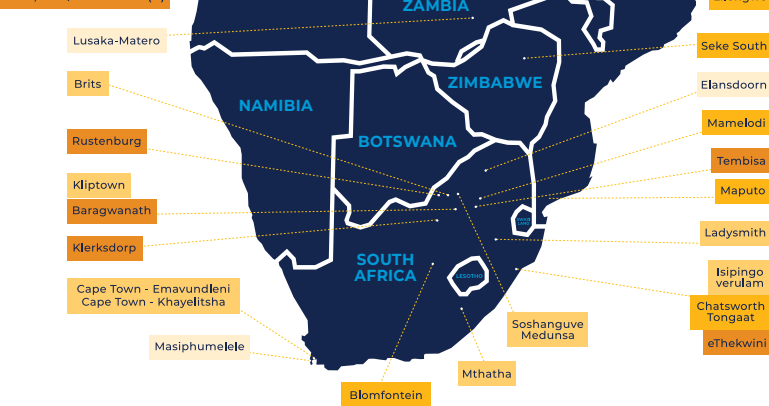 ZAMBIA
Lusaka-Matero
Seke South
Brits
ZIMBABWE
Elansdoorn
NAMIBIA
Mamelodi
Rustenburg
BOTSWANA
Tembisa
Kliptown
Maputo
Baragwanath
Ladysmith
Klerksdorp
SOUTH
AFRICA
LESOTHO
Isipingo
verulam
Cape Town - Emavundleni
Cape Town - Khayelitsha
Chatsworth
Tongaat
Soshanguve
Medunsa
eThekwini
Masiphumelele
Mthatha
Blomfontein